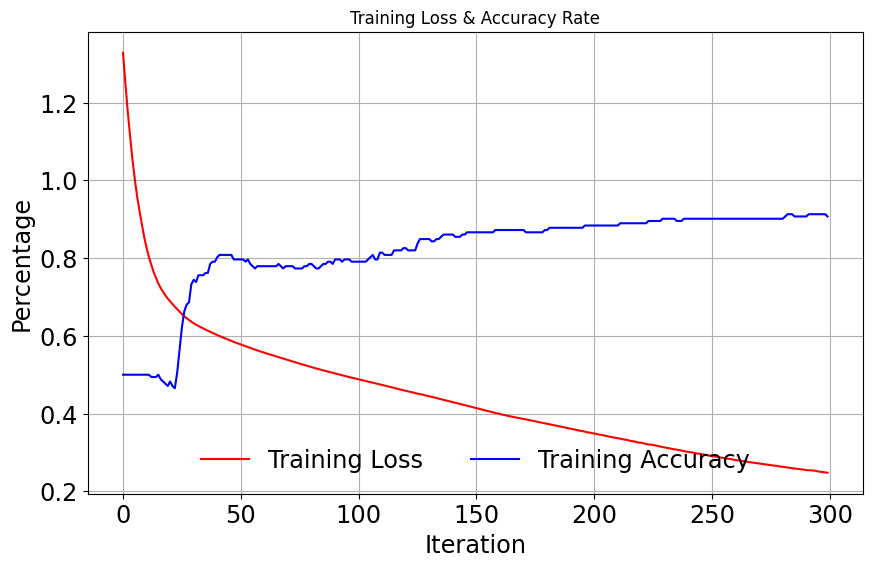 Training Loss & Accuracy Rate
Percentage
1.2
1.0
0.8
0.6
0.4
0.2
Training Loss Training Accuracy
0 50 100 150 200 250 300
Iteration